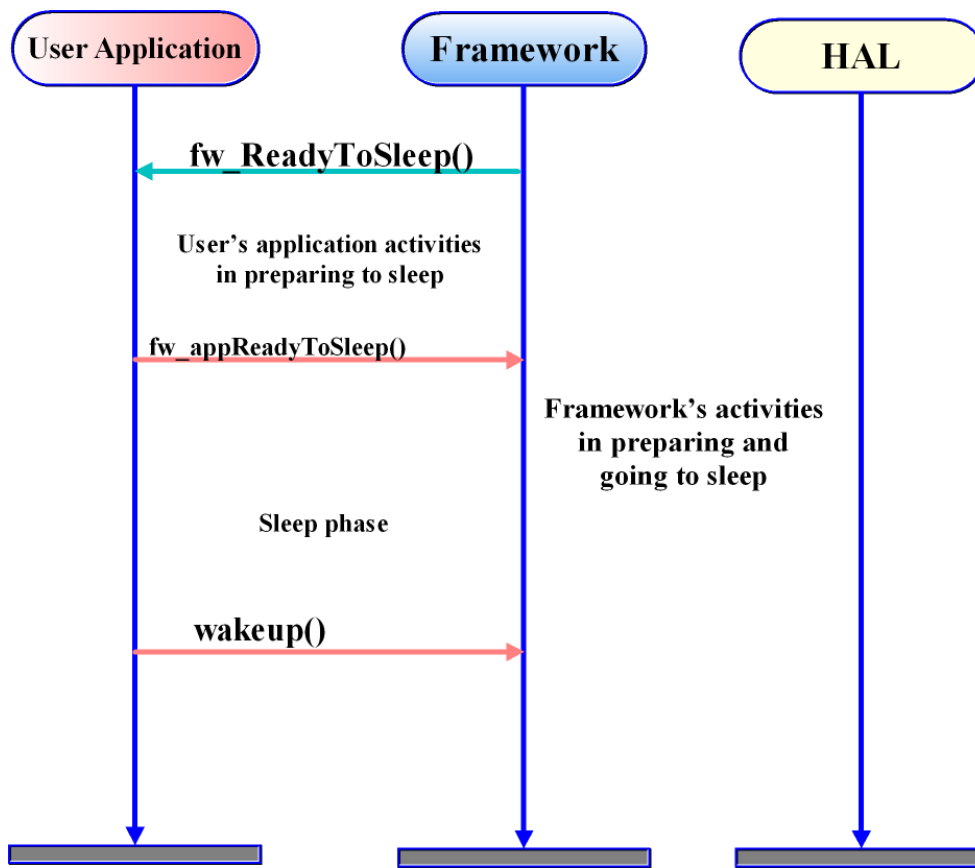 User Application
Framework
HAL
fw_ReadyToSleep()
User's application activities
in preparing to sleep
fw_appReadyToSleep()
Framework's activities
in preparing and
going to sleep
Sleep phase
wakeup()